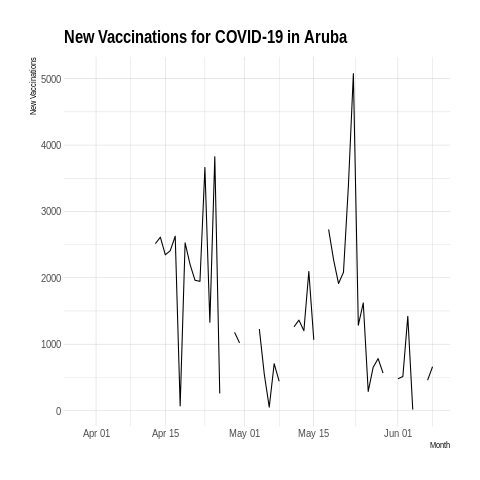 New Vaccinations for COVID-19 in Aruba
New Vaccinations
5000
4000
3000
2000
1000
0
Apr 01
Apr 15
May 01
May 15
Jun 01
Month